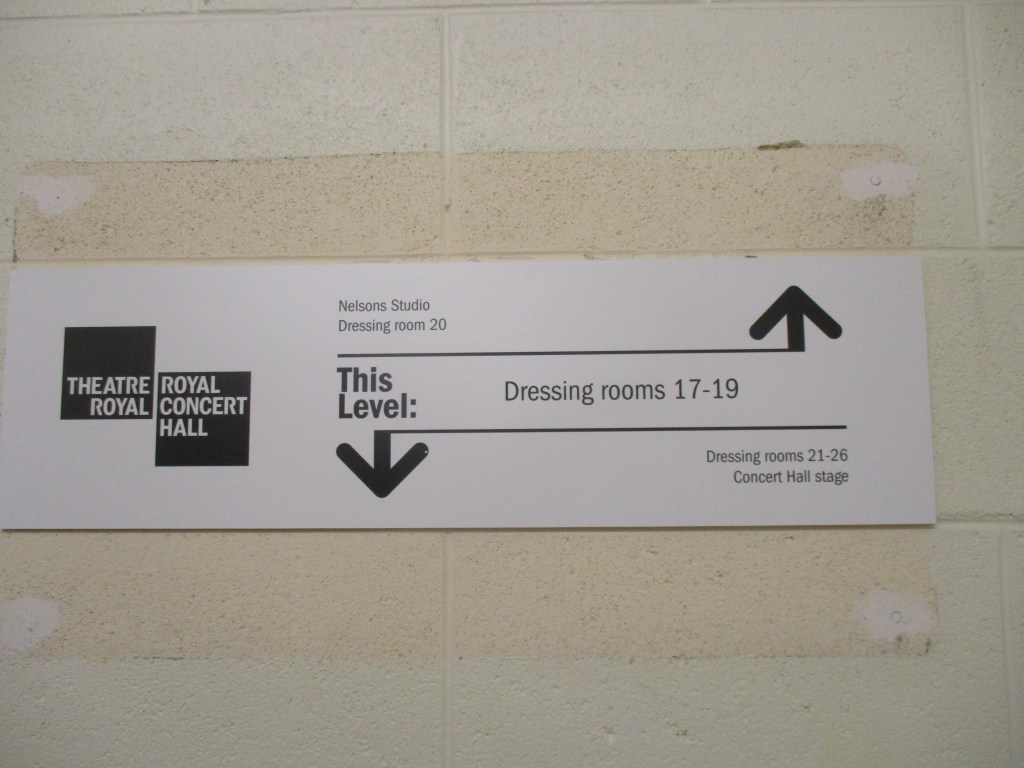 THEATRE
ROYAL
ROYAL
CONCERT
HALL
Nelsons Studio
Dressing room 20
This
Level:
Dressing rooms 17-19
Dressing rooms 21-26
Concert Hall stage